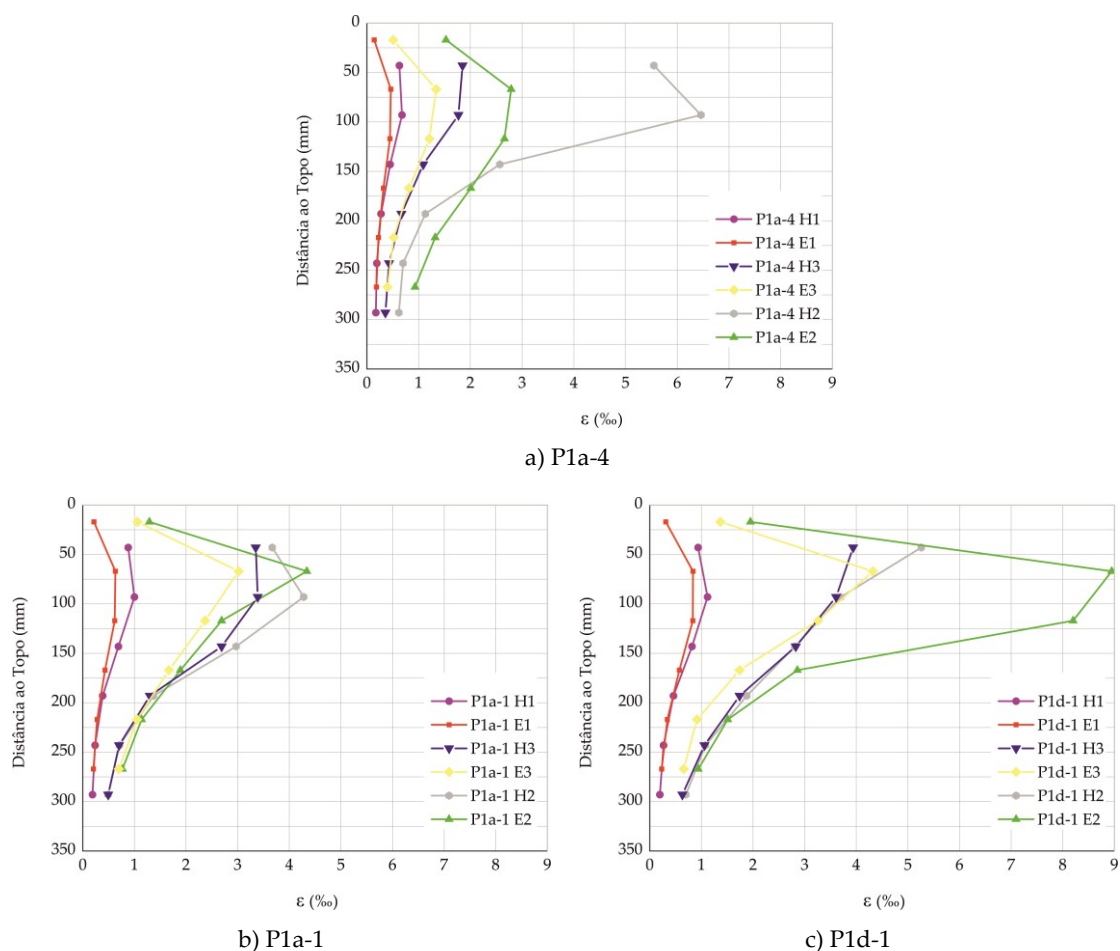 0
50
100
150
200
250
300
350
Distância ao Topo (mm)
P1a-4 H1
P1a-4 E1
P1a-4 H3
P1a-4 E3
P1a-4 H2
P1a-4 E2
0 1 2 3 4 5 6 7 8 9
ε (‰)
a) P1a-4
0
50
100
150
200
250
300
350
Distância ao Topo (mm)
P1a-1 H1
P1a-1 E1
P1a-1 H3
P1a-1 E3
P1a-1 H2
P1a-1 E2
0 1 2 3 4 5 6 7 8 9
ε (‰)
b) P1a-1
0
50
100
150
200
250
300
350
Distância ao Topo (mm)
P1d-1 H1
P1d-1 E1
P1d-1 H3
P1d-1 E3
P1d-1 H2
P1d-1 E2
0 1 2 3 4 5 6 7 8 9
ε (‰)
c) P1d-1